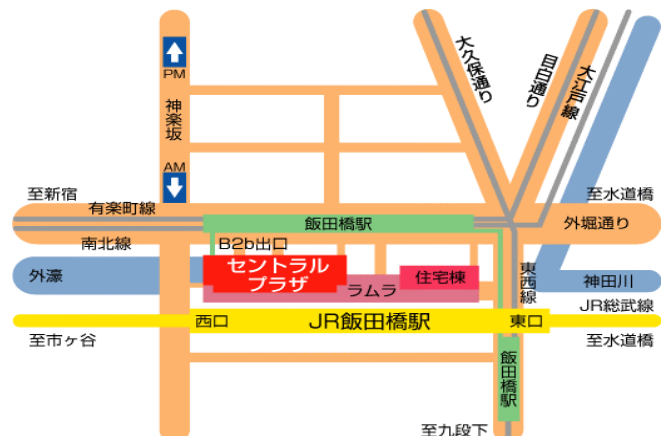 PM
神楽坂
AM
大久保通り
目白通り
大江戸線
至新宿
有楽町線
南北線
飯田橋駅
B2b出口
至水道橋
外堀通り
外濠
セントラル
プラザ
ラムラ
住宅棟
東西線
神田川
JR総武線
西口
JR飯田橋駅
東口
至市ヶ谷
至水道橋
飯田橋駅
至九段下